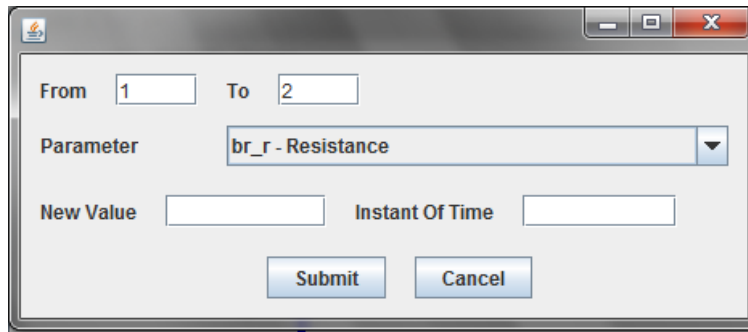 From 1 To 2
Parameter br_r - Resistance
New Value Instant Of Time
Submit Cancel